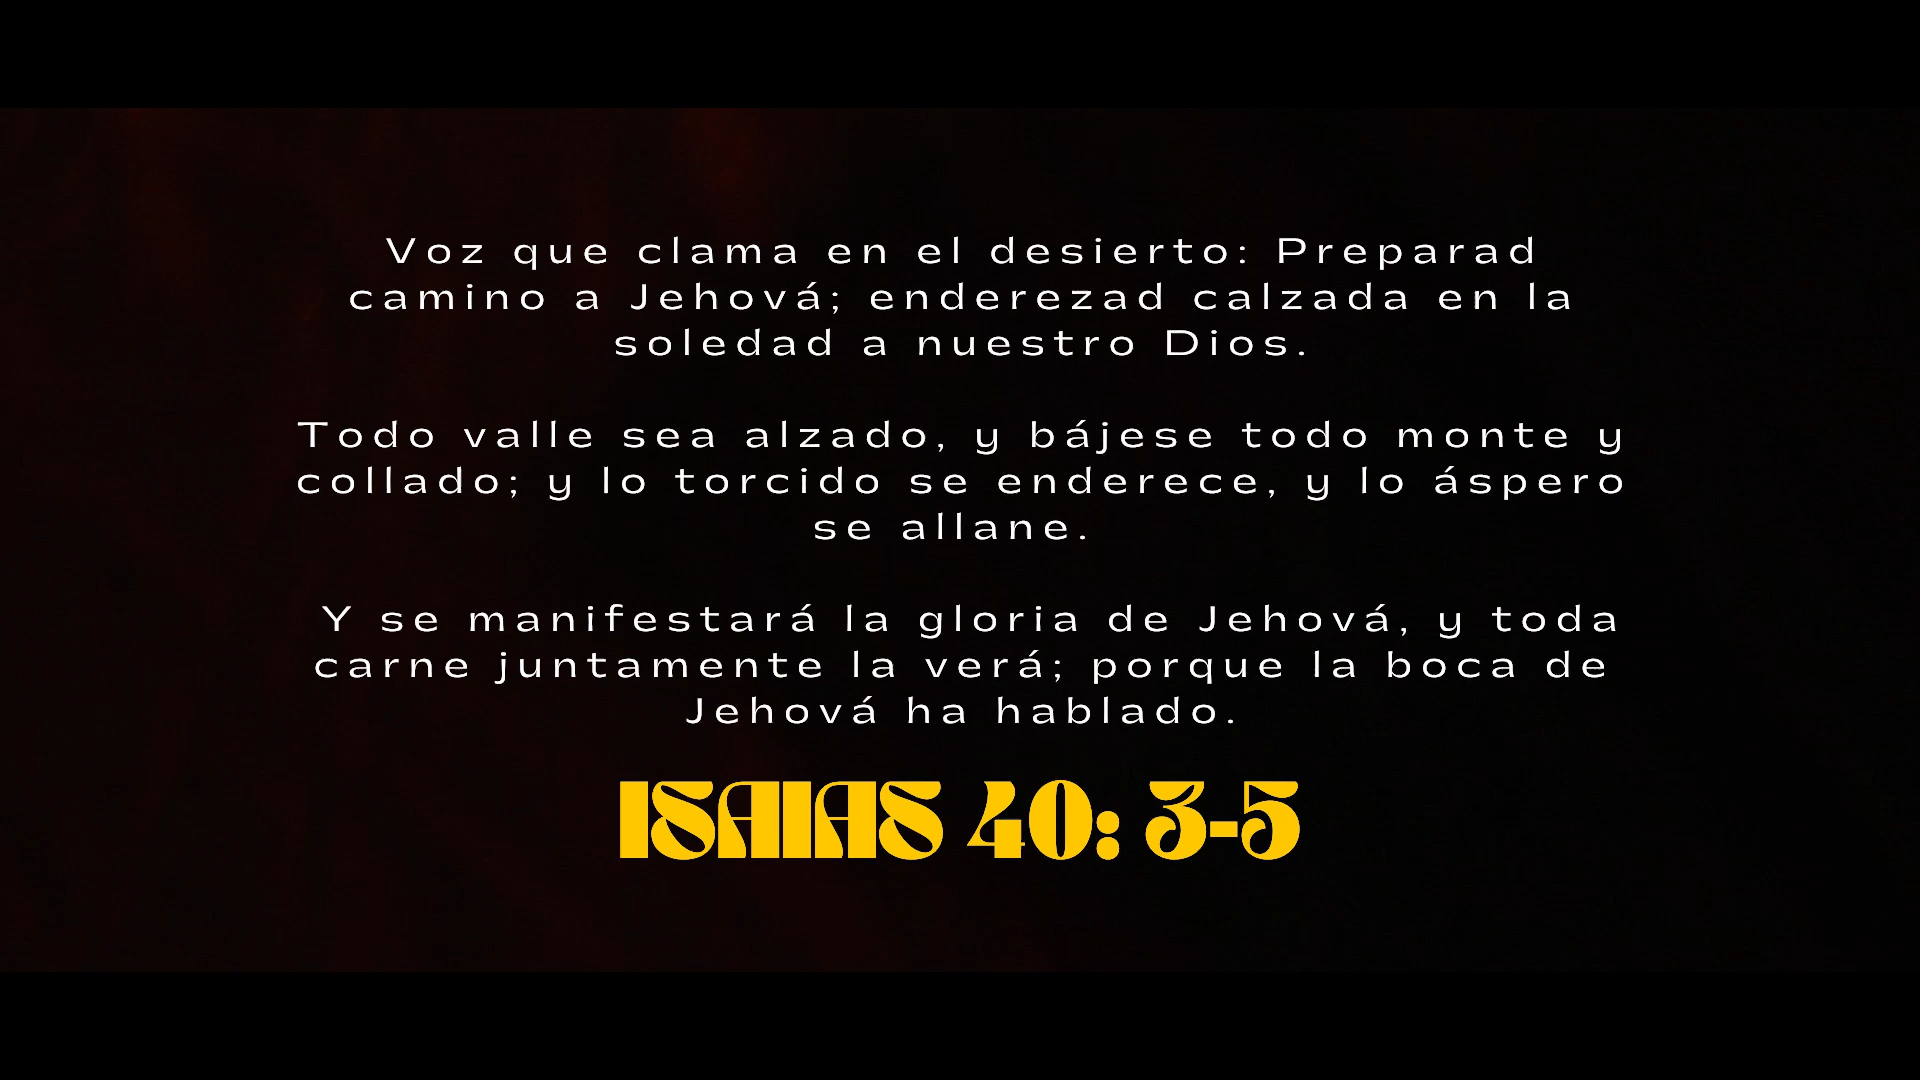 Voz que clama en el desierto: Preparad
camino a Jehová; enderezad calzada en la
soledad a nuestro Dios.
Todo valle sea alzado, y bájese todo monte y
collado; y lo torcido se enderece, y lo áspero
se allane.
Y se manifestará la gloria de Jehová, y toda
carne juntamente la verá; porque la boca de
Jehová ha hablado.
ISAIAS 40: 3-5